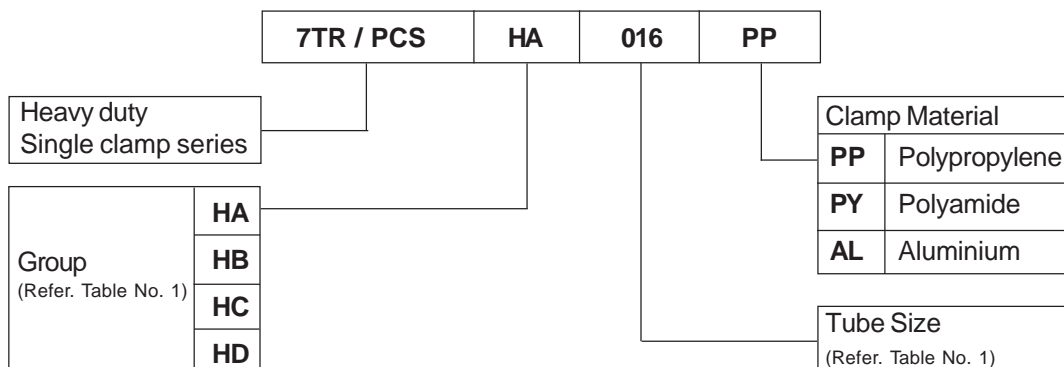 7TR / PCS HA 016 PP
Heavy duty
Single clamp series
Group
(Refer. Table No. 1)
HA
HB
HC
HD
Clamp Material
PP Polypropylene
PY Polyamide
AL Aluminium
Tube Size
(Refer. Table No. 1)